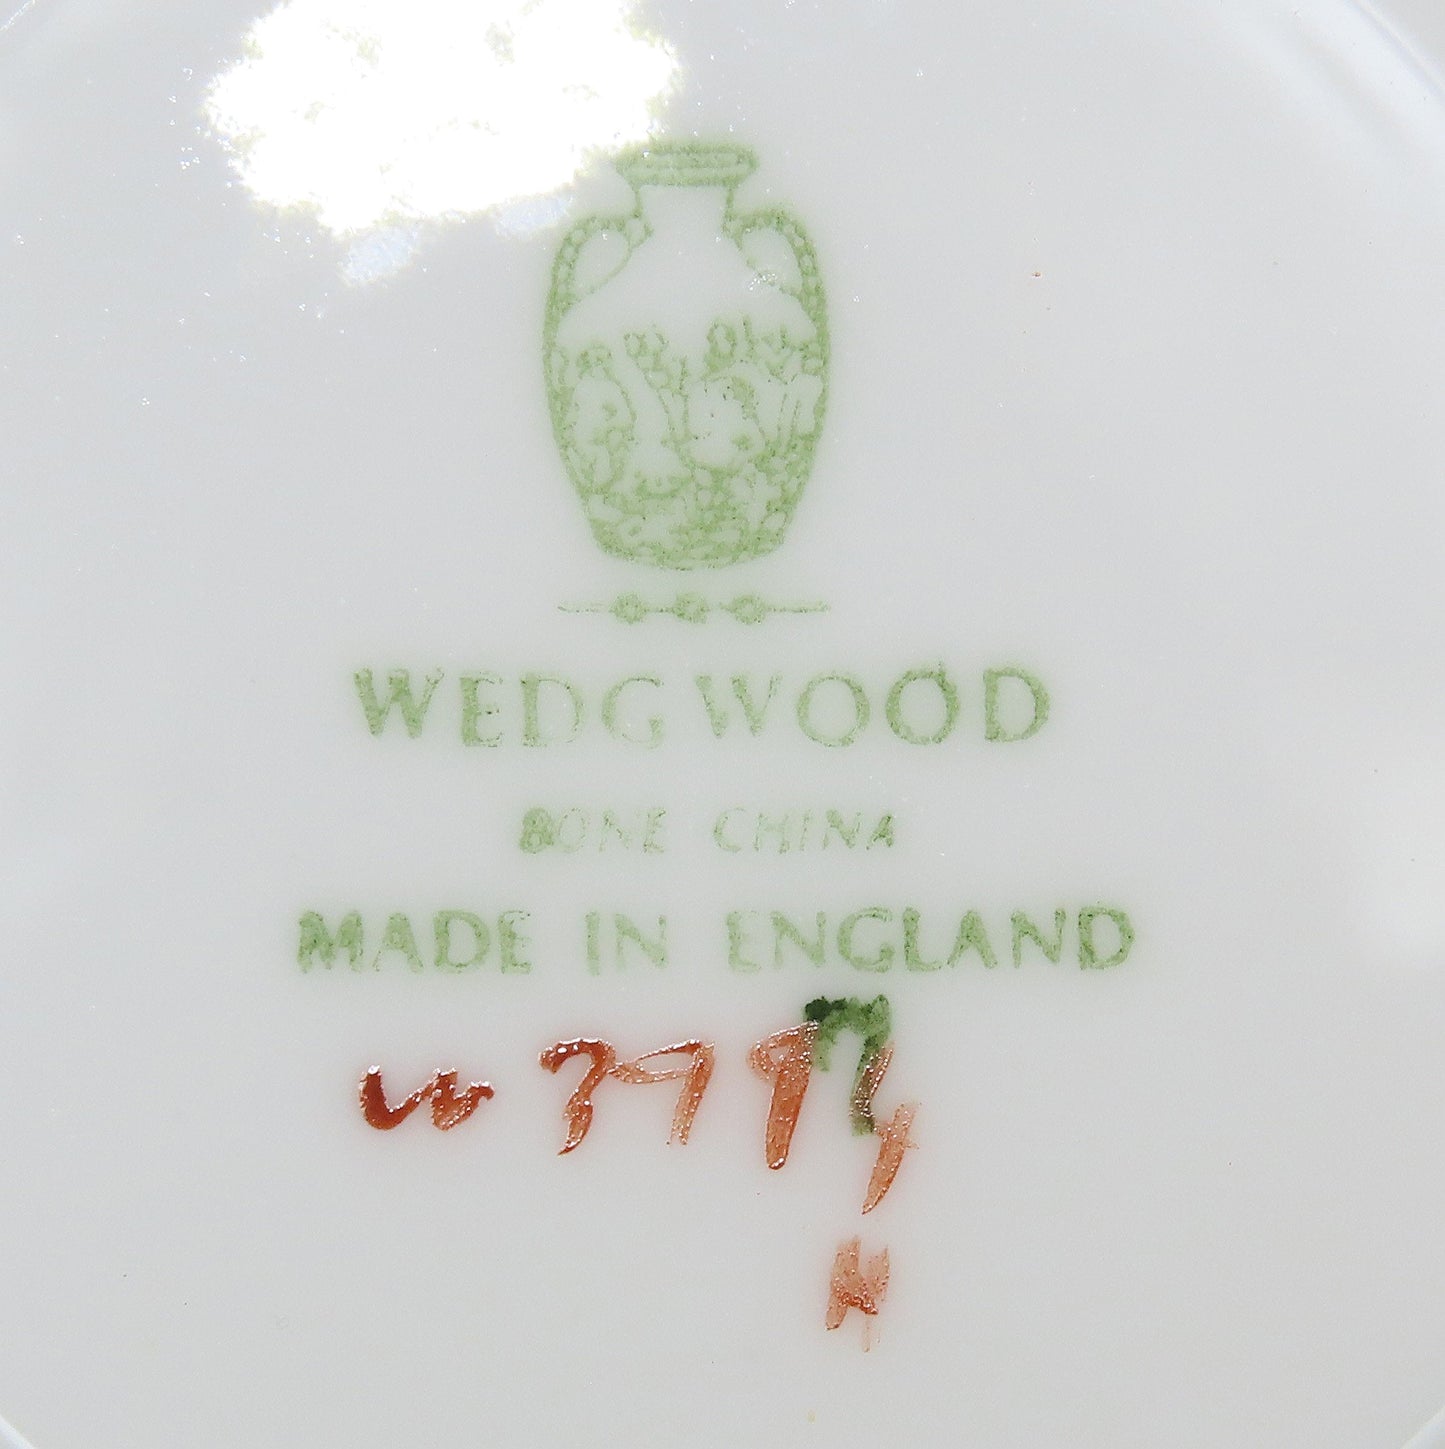 WEDGWOOD
BONE CHINA
MADE IN ENGLAND
W
N